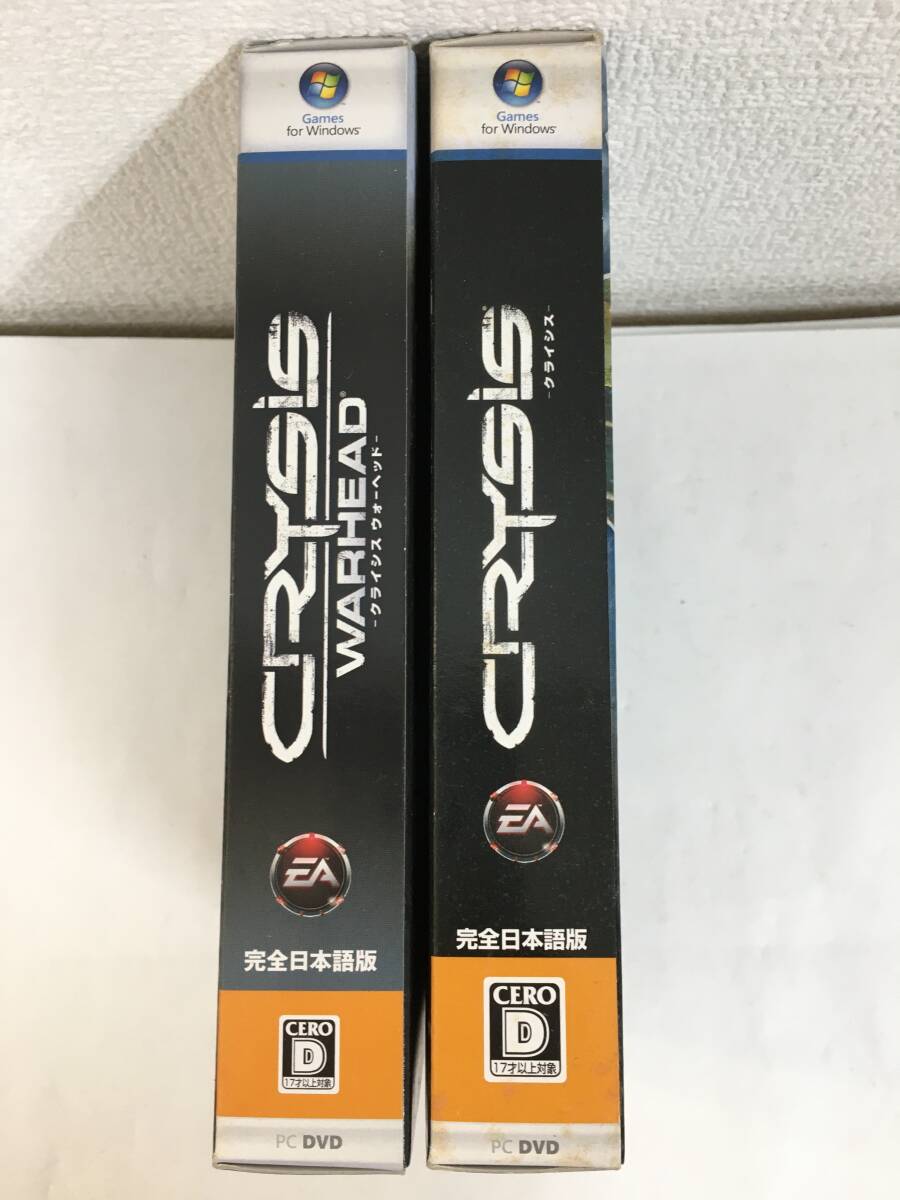 Games
for Windows
CRYSIS
WARHEAD
-クライシス ウォーヘッド-
EA
完全日本語版
CERO
D
17才以上対象
PC DVD
Games
for Windows
CRYSIS
-クライシス-
EA
完全日本語版
CERO
D
17才以上対象
PC DVD